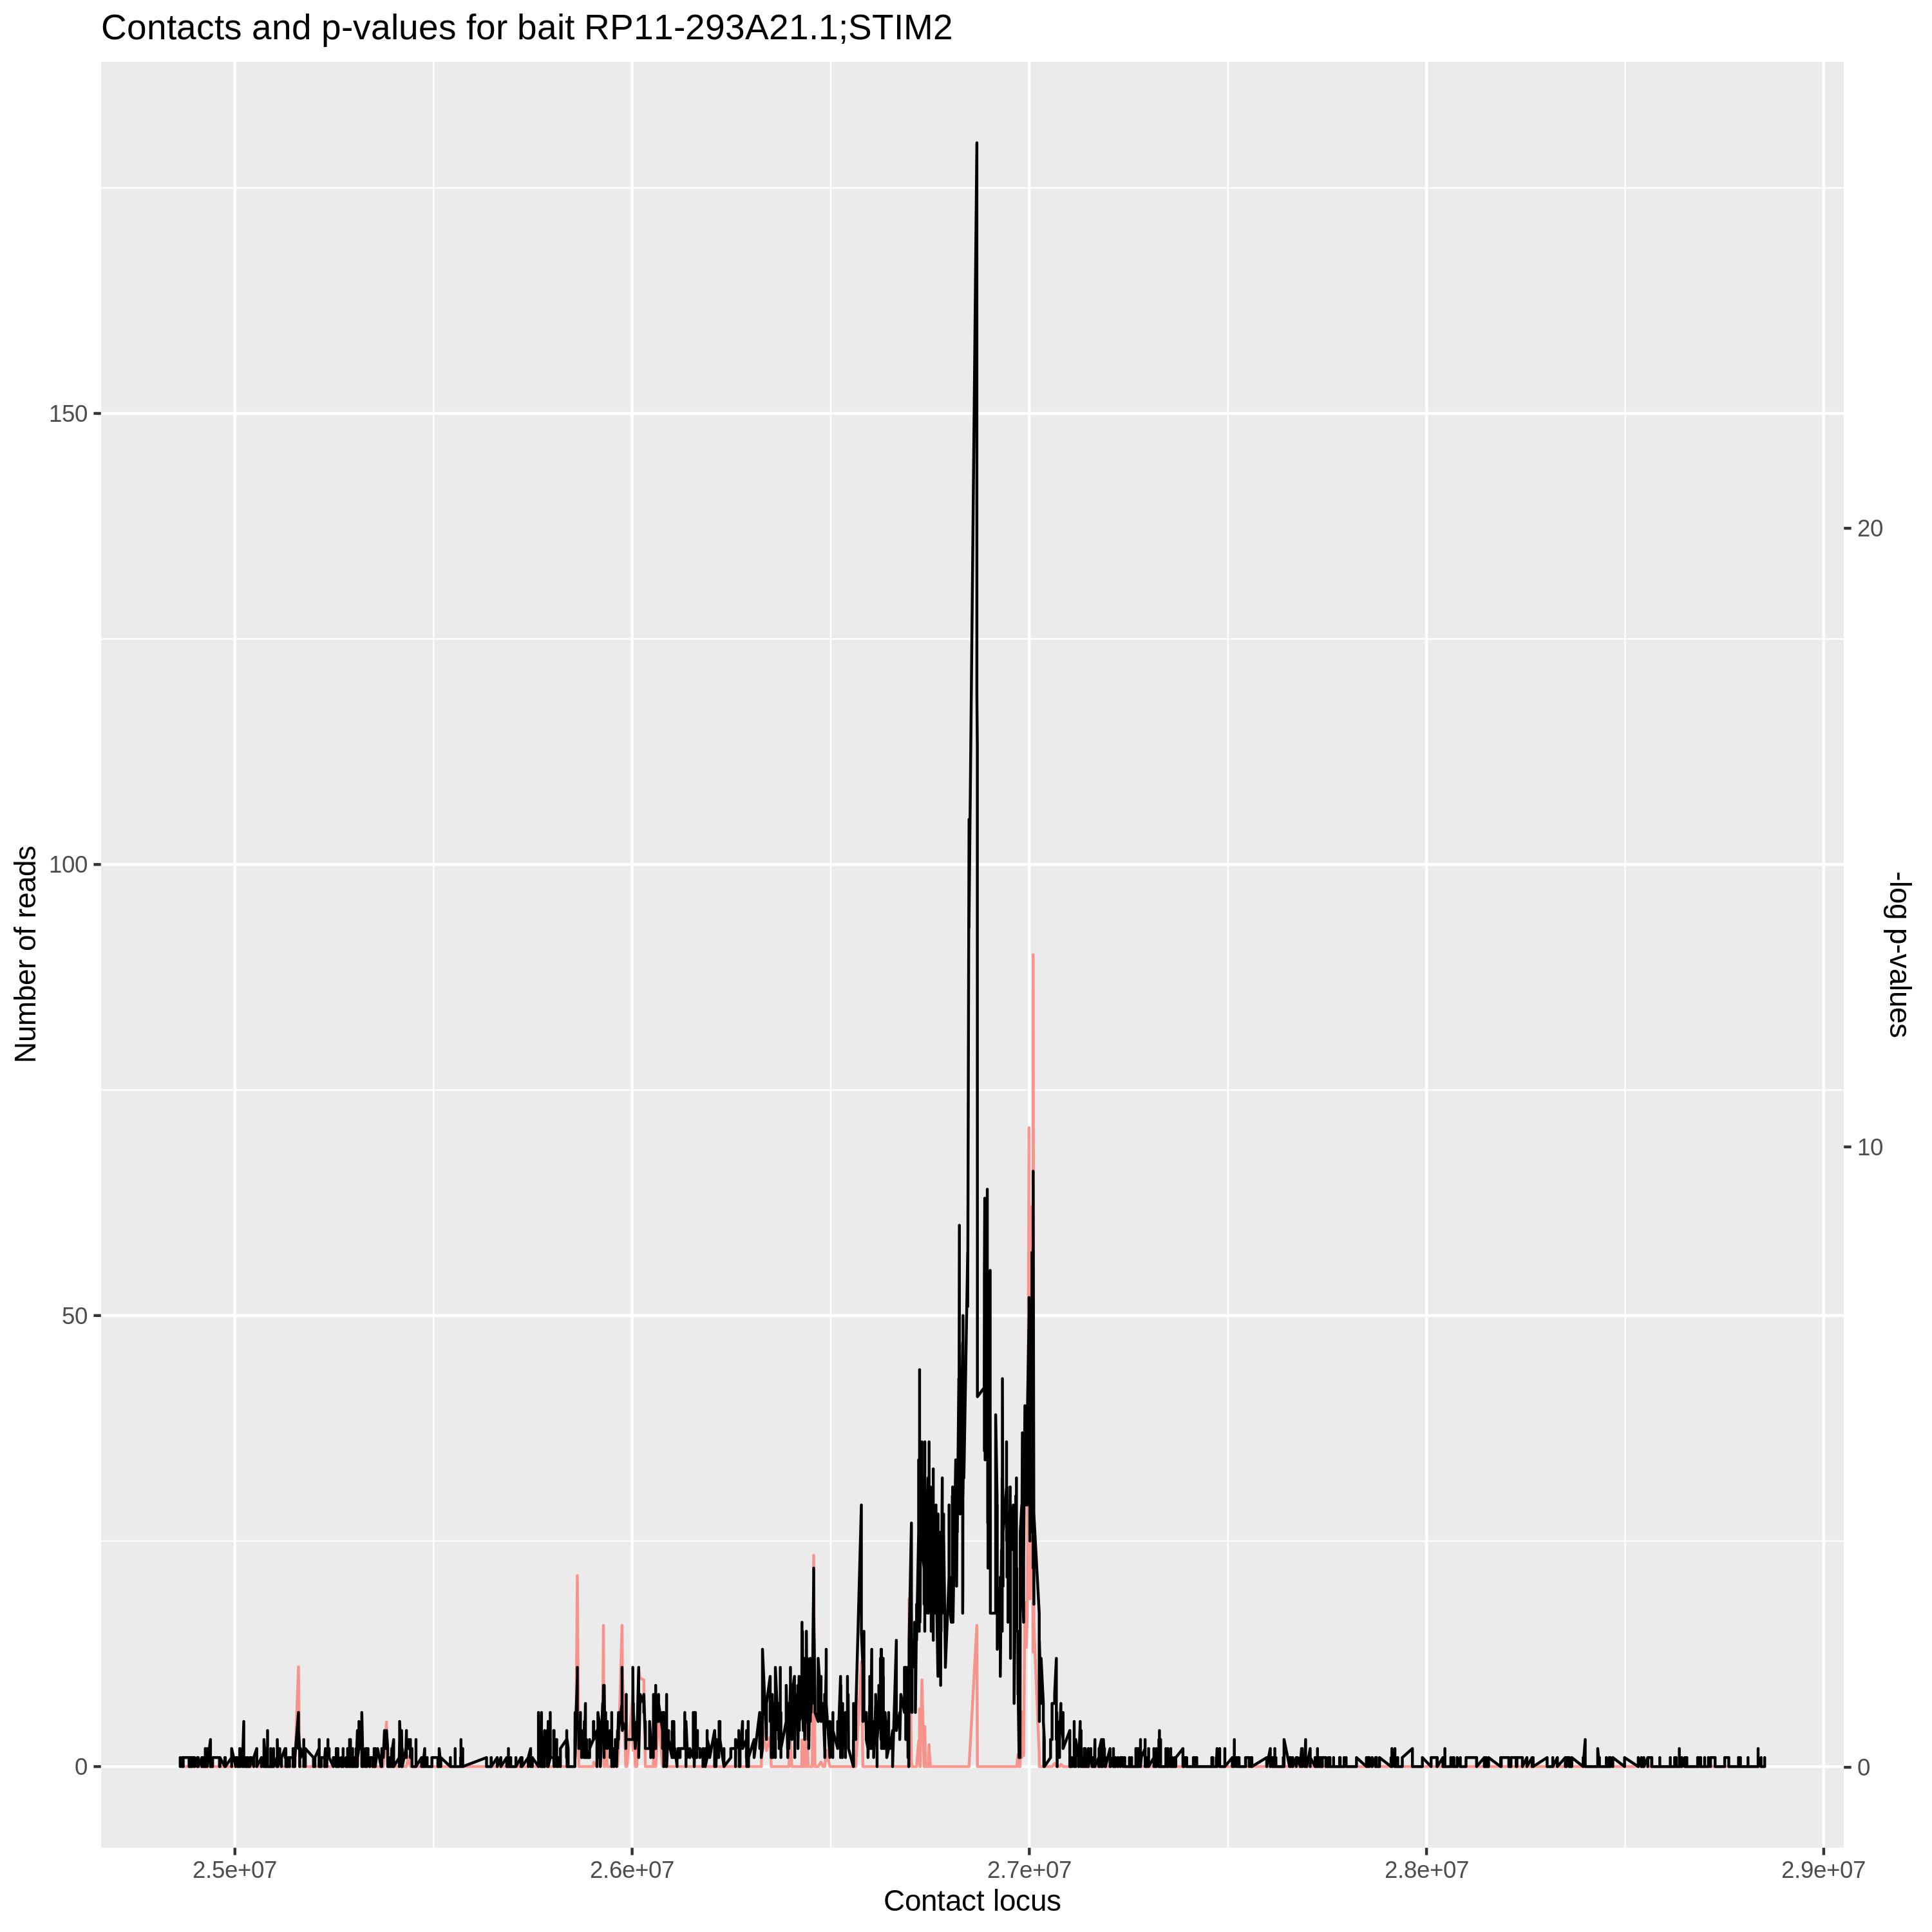 Contacts and p-values for bait RP11-293A21.1;STIM2
150
100
50
0
Number of reads
20
10
0
-log p-values
2.5e+07
2.6e+07
2.7e+07
2.8e+07
2.9e+07
Contact locus